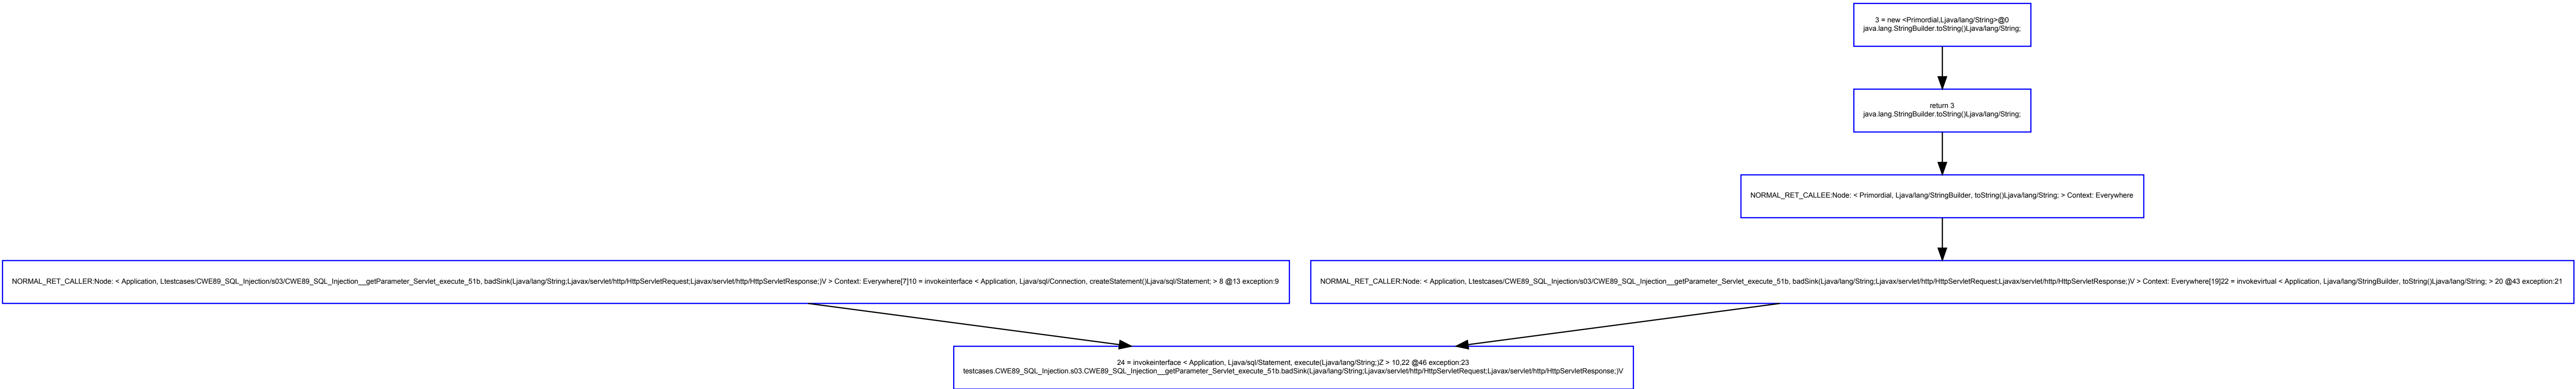 3 = new <Primordial,Ljava/lang/String>@0
java.lang.StringBuilder.toString()Ljava/lang/String;
return 3
java.lang.StringBuilder.toString()Ljava/lang/String;
NORMAL_RET_CALLEE:Node: < Primordial, Ljava/lang/StringBuilder, toString()Ljava/lang/String; > Context: Everywhere
NORMAL_RET_CALLER:Node: < Application, Ltestcases/CWE89_SQL_Injection/s03/CWE89_SQL_Injection__getParameter_Servlet_execute_51b, badSink(Ljava/lang/String;Ljavax/servlet/http/HttpServletRequest;Ljavax/servlet/http/HttpServletResponse;)V > Context: Everywhere[7]10 = invokeinterface < Application, Ljava/sql/Connection, createStatement()Ljava/sql/Statement; > 8 @13 exception:9
NORMAL_RET_CALLER:Node: < Application, Ltestcases/CWE89_SQL_Injection/s03/CWE89_SQL_Injection__getParameter_Servlet_execute_51b, badSink(Ljava/lang/String;Ljavax/servlet/http/HttpServletRequest;Ljavax/servlet/http/HttpServletResponse;)V > Context: Everywhere[19]22 = invokevirtual < Application, Ljava/lang/StringBuilder, toString()Ljava/lang/String; > 20 @43 exception:21
24 = invokeinterface < Application, Ljava/sql/Statement, execute(Ljava/lang/String;)Z > 10,22 @46 exception:23
testcases.CWE89_SQL_Injection.s03.CWE89_SQL_Injection__getParameter_Servlet_execute_51b.badSink(Ljava/lang/String;Ljavax/servlet/http/HttpServletRequest;Ljavax/servlet/http/HttpServletResponse;)V